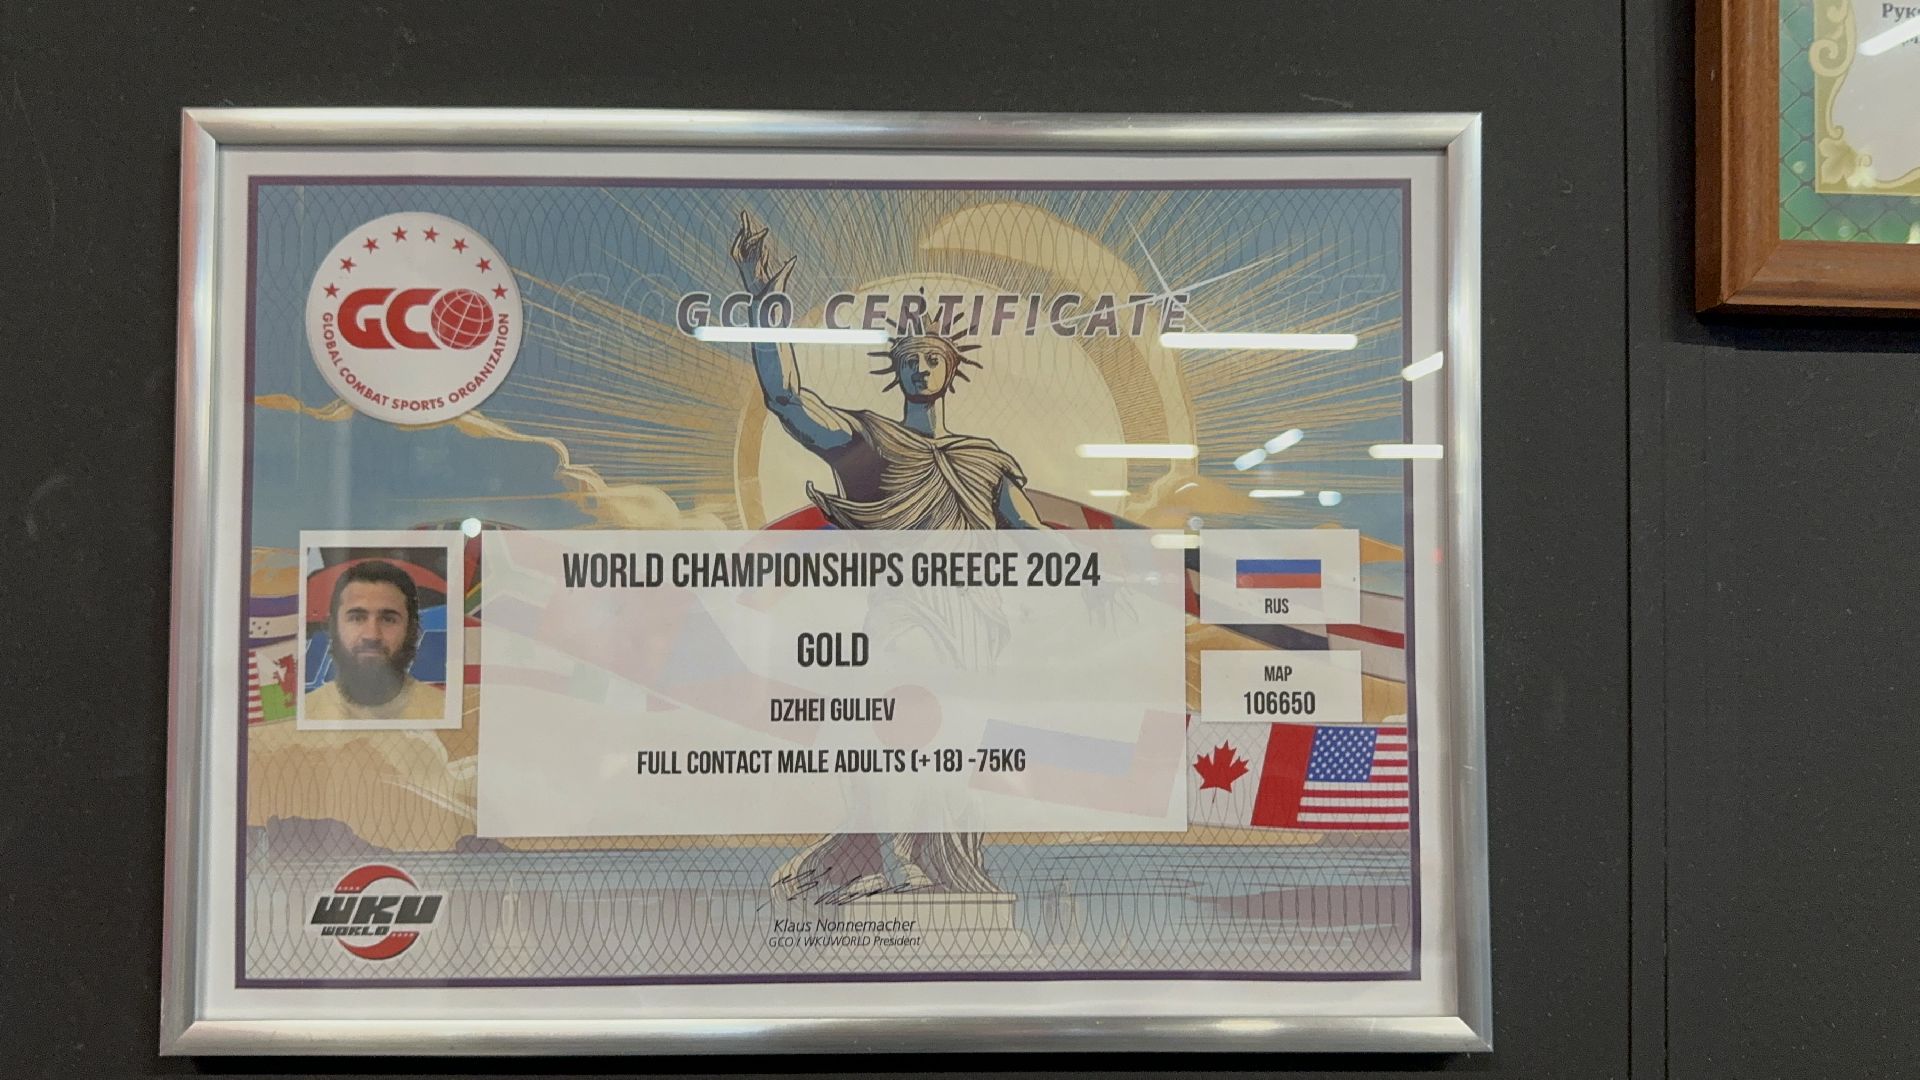 Рук
GCO CERTIFICATE
GCO
GLOBAL COMBAT SPORTS ORGANIZATION
WORLD CHAMPIONSHIPS GREECE 2024
GOLD
DZHEI GULIEV
FULL CONTACT MALE ADULTS (+18) -75KG
RUS
MAP
106650
WKU
WORLD
Klaus Nonnemacher
GCO / WKUWORLD President